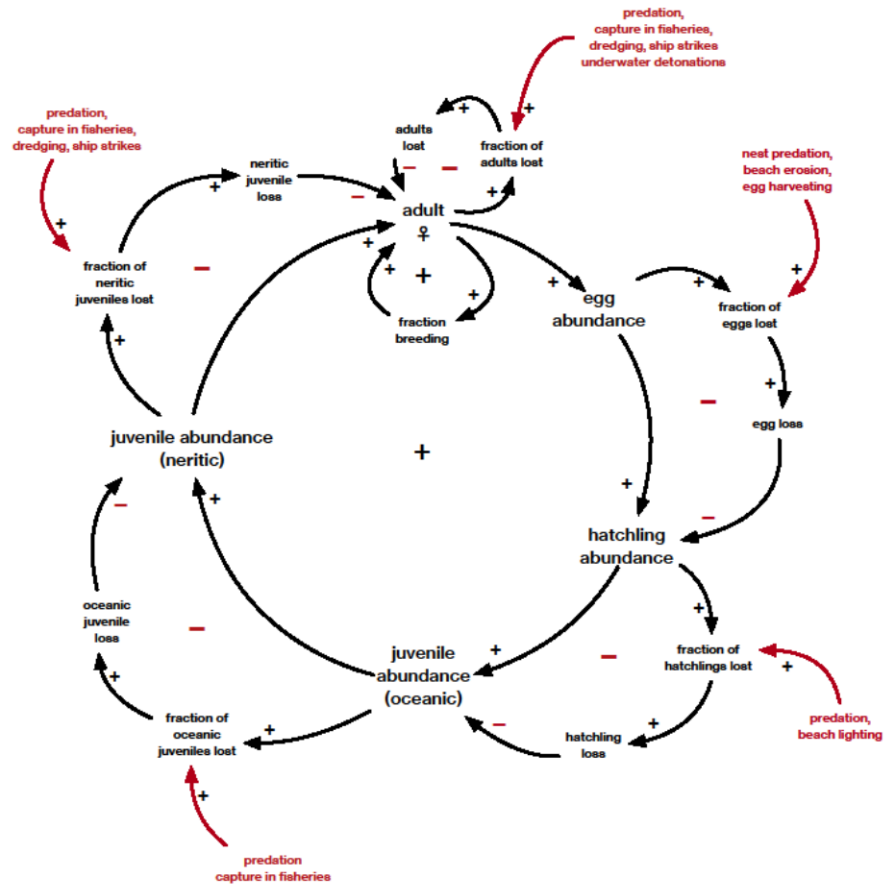 predation,
capture in fisheries,
dredging, ship strikes
underwater detonations
predation,
capture in fisheries,
dredging, ship strikes
+
+
adults
lost
fraction of
adults lost
neritic
juvenile
loss
nest predation,
beach erosion,
egg harvesting
+
−
−
+
−
adult
♀
+
+
+
+
fraction of
neritic
juveniles lost
−
+
+
+
+
+
+
egg
abundance
fraction of
eggs lost
fraction
breeding
+
+
−
egg loss
juvenile abundance
(neritic)
+
+
+
−
−
hatchling
abundance
oceanic
juvenile
loss
+
−
+
−
fraction of
hatchlings lost
+
juvenile
abundance
(oceanic)
+
fraction of
oceanic
juveniles lost
+
−
+
hatchling
loss
predation,
beach lighting
+
predation
capture in fisheries